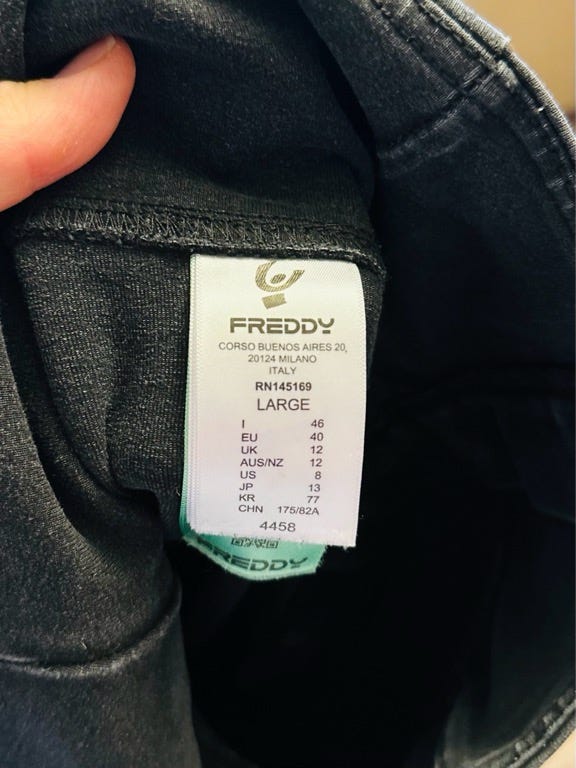 FREDDY
CORSO BUENOS AIRES 20,
20124 MILANO
ITALY
RN145169
LARGE
I 46
EU 40
UK 12
AUS/NZ 12
US 8
JP 13
KR 77
CHN 175/82A
4458
FREDDY